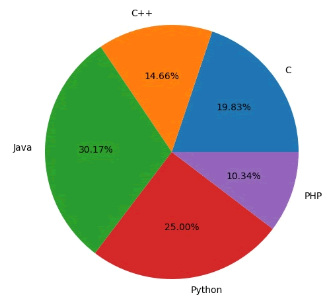 C++
C
14.66%
19.83%
Java
30.17%
10.34%
PHP
25.00%
Python